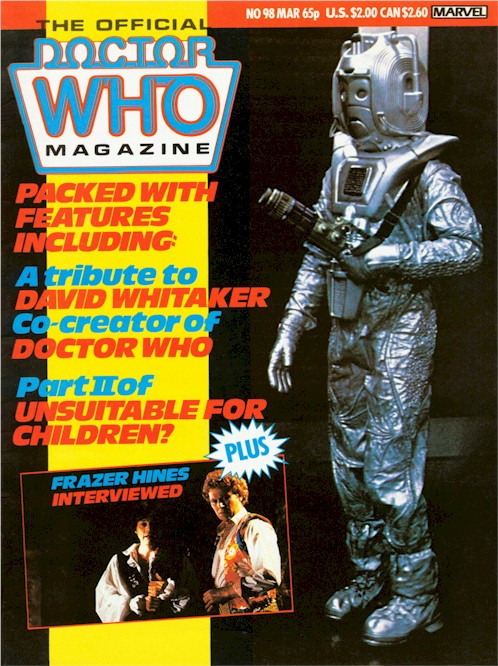 NO 98 MAR 65p U.S. $2.00 CAN $2.60 MARVEL
THE OFFICIAL
DOCTOR
WHO
MAGAZINE
PACKED WITH
FEATURES
INCLUDING:
A tribute to
DAVID WHITAKER
Co-creator of
DOCTOR WHO
Part II of
UNSUITABLE FOR
CHILDREN?
PLUS
FRAZER HINES
INTERVIEWED